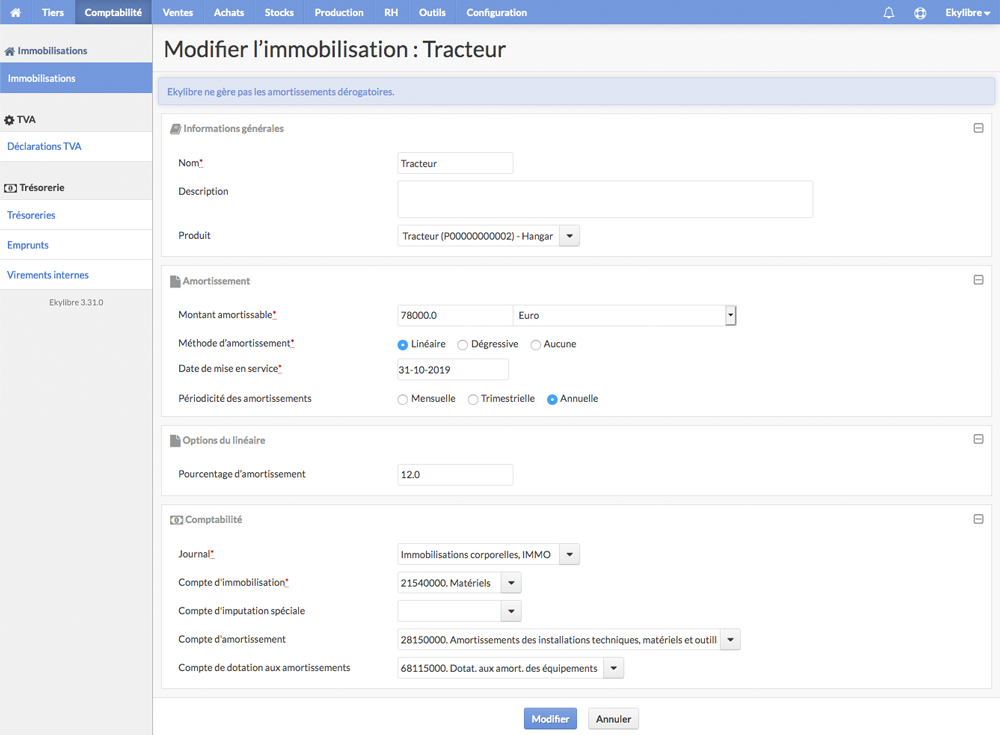 Tiers Comptabilité Ventes Achats Stocks Production RH Outils Configuration Ekylibre
Immobilisations
Immobilisations
TVA
Déclarations TVA
Trésorerie
Trésoreries
Emprunts
Virements internes
Ekylibre 3.31.0
Modifier l’immobilisation : Tracteur
Ekylibre ne gère pas les amortissements dérogatoires.
Informations générales
Nom* Tracteur
Description
Produit Tracteur (P00000000002) - Hangar
Amortissement
Montant amortissable* 78000.0 Euro
Méthode d’amortissement* Linéaire Dégressive Aucune
Date de mise en service* 31-10-2019
Périodicité des amortissements Mensuelle Trimestrielle Annuelle
Options du linéaire
Pourcentage d’amortissement 12.0
Comptabilité
Journal* Immobilisations corporelles, IMMO
Compte d'immobilisation* 21540000. Matériels
Compte d'imputation spéciale
Compte d'amortissement 28150000. Amortissements des installations techniques, matériels et outill
Compte de dotation aux amortissements 68115000. Dotat. aux amort. des équipements
Modifier Annuler